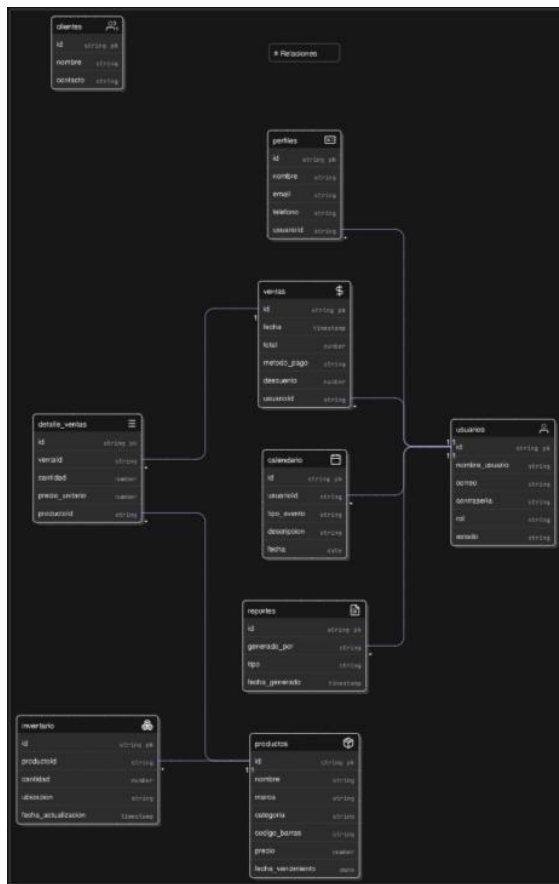 clientes
id string pk
nombre string
contacto string
# Relaciones
perfiles
id string pk
nombre string
email string
telefono string
usuarioId string
ventas
id string pk
fecha timestamp
total number
metodo_pago string
descuento number
usuarioId string
detalle_ventas
id string pk
ventaId string
cantidad number
precio_unitario number
productoId string
usuarios
id string pk
nombre_usuario string
correo string
contraseña string
rol string
estado string
calendario
id string pk
usuarioId string
tipo_evento string
descripcion string
fecha date
reportes
id string pk
generado_por string
tipo string
fecha_generado timestamp
inventario
id string pk
productoId string
cantidad number
ubicacion string
fecha_actualizacion timestamp
productos
id string pk
nombre string
marca string
categoria string
codigo_barras string
precio number
fecha_vencimiento date